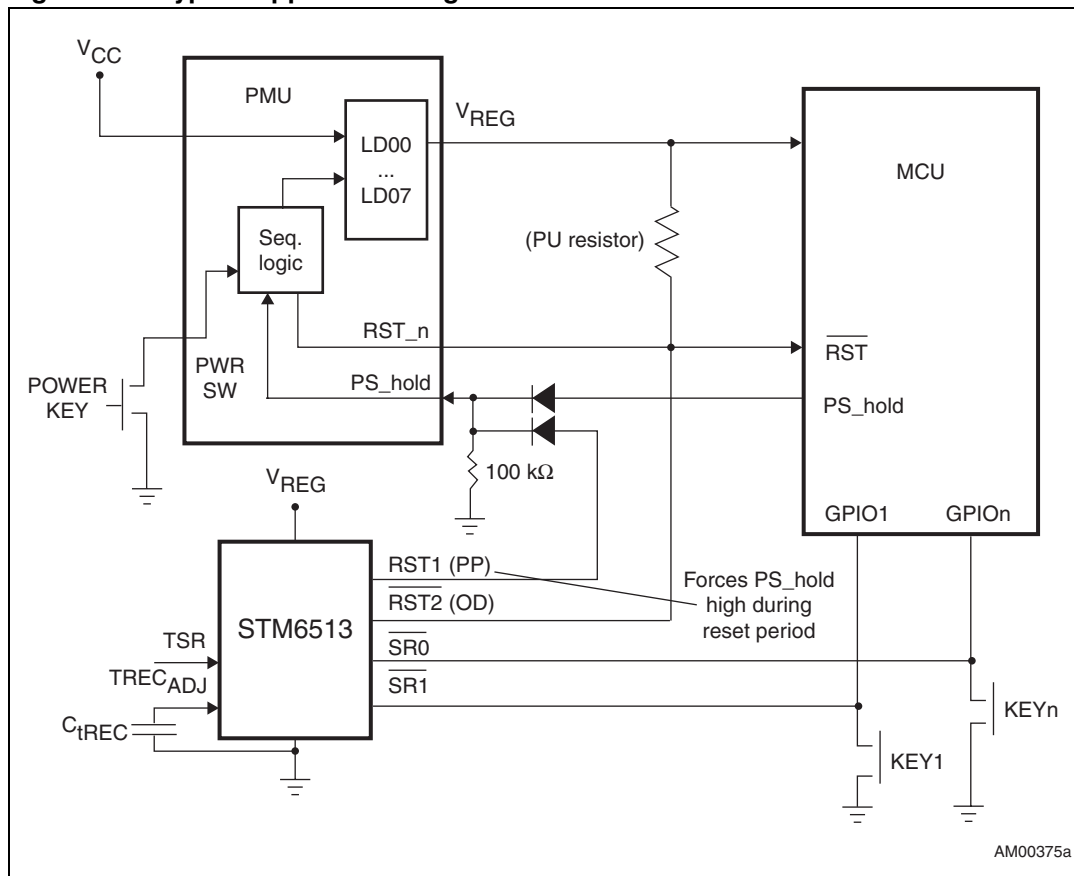 VCC
PMU
VREG
LD00
...
LD07
MCU
(PU resistor)
Seq.
logic
RST_n
RST
PWR
SW
PS_hold
PS_hold
POWER
KEY
100 kΩ
VREG
GPIO1 GPIOn
RST1 (PP)
Forces PS_hold
high during
reset period
RST2 (OD)
STM6513
TSR
SR0
TRECADJ
SR1
CtREC
KEYn
KEY1
AM00375a